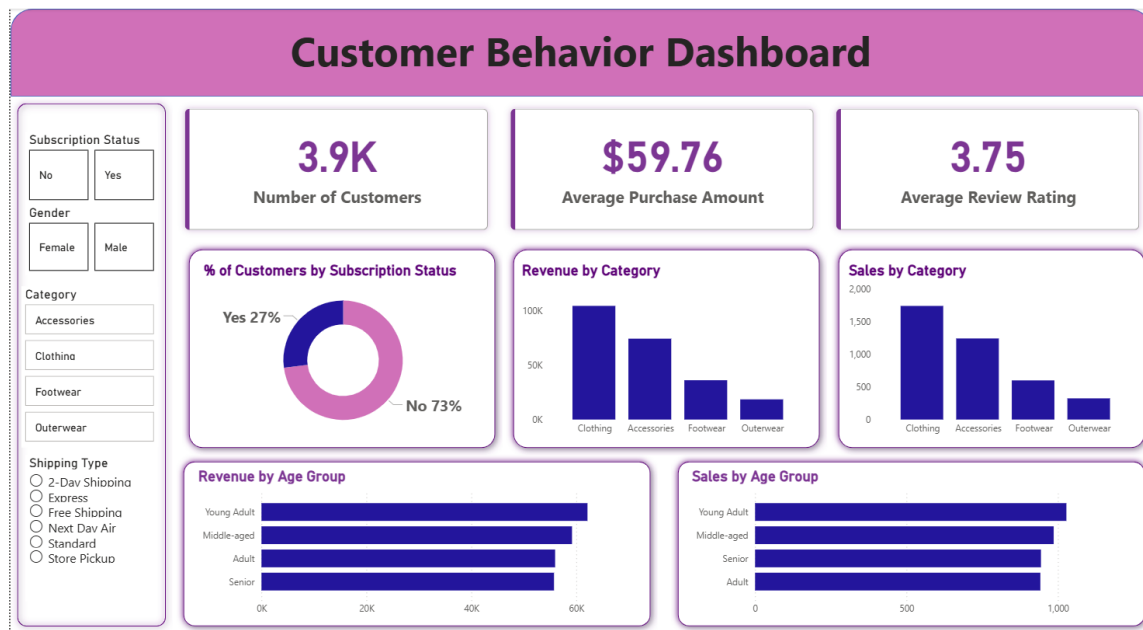 Customer Behavior Dashboard
Subscription Status
No Yes
Gender
Female Male
Category
Accessories
Clothing
Footwear
Outerwear
Shipping Type
2-Day Shipping
Express
Free Shipping
Next Day Air
Standard
Store Pickup
3.9K
Number of Customers
$59.76
Average Purchase Amount
3.75
Average Review Rating
% of Customers by Subscription Status
Yes 27%
No 73%
Revenue by Category
100K
50K
0K
Clothing Accessories Footwear Outerwear
Sales by Category
2,000
1,500
1,000
500
0
Clothing Accessories Footwear Outerwear
Revenue by Age Group
Young Adult
Middle-aged
Adult
Senior
0K 20K 40K 60K
Sales by Age Group
Young Adult
Middle-aged
Senior
Adult
0 500 1,000